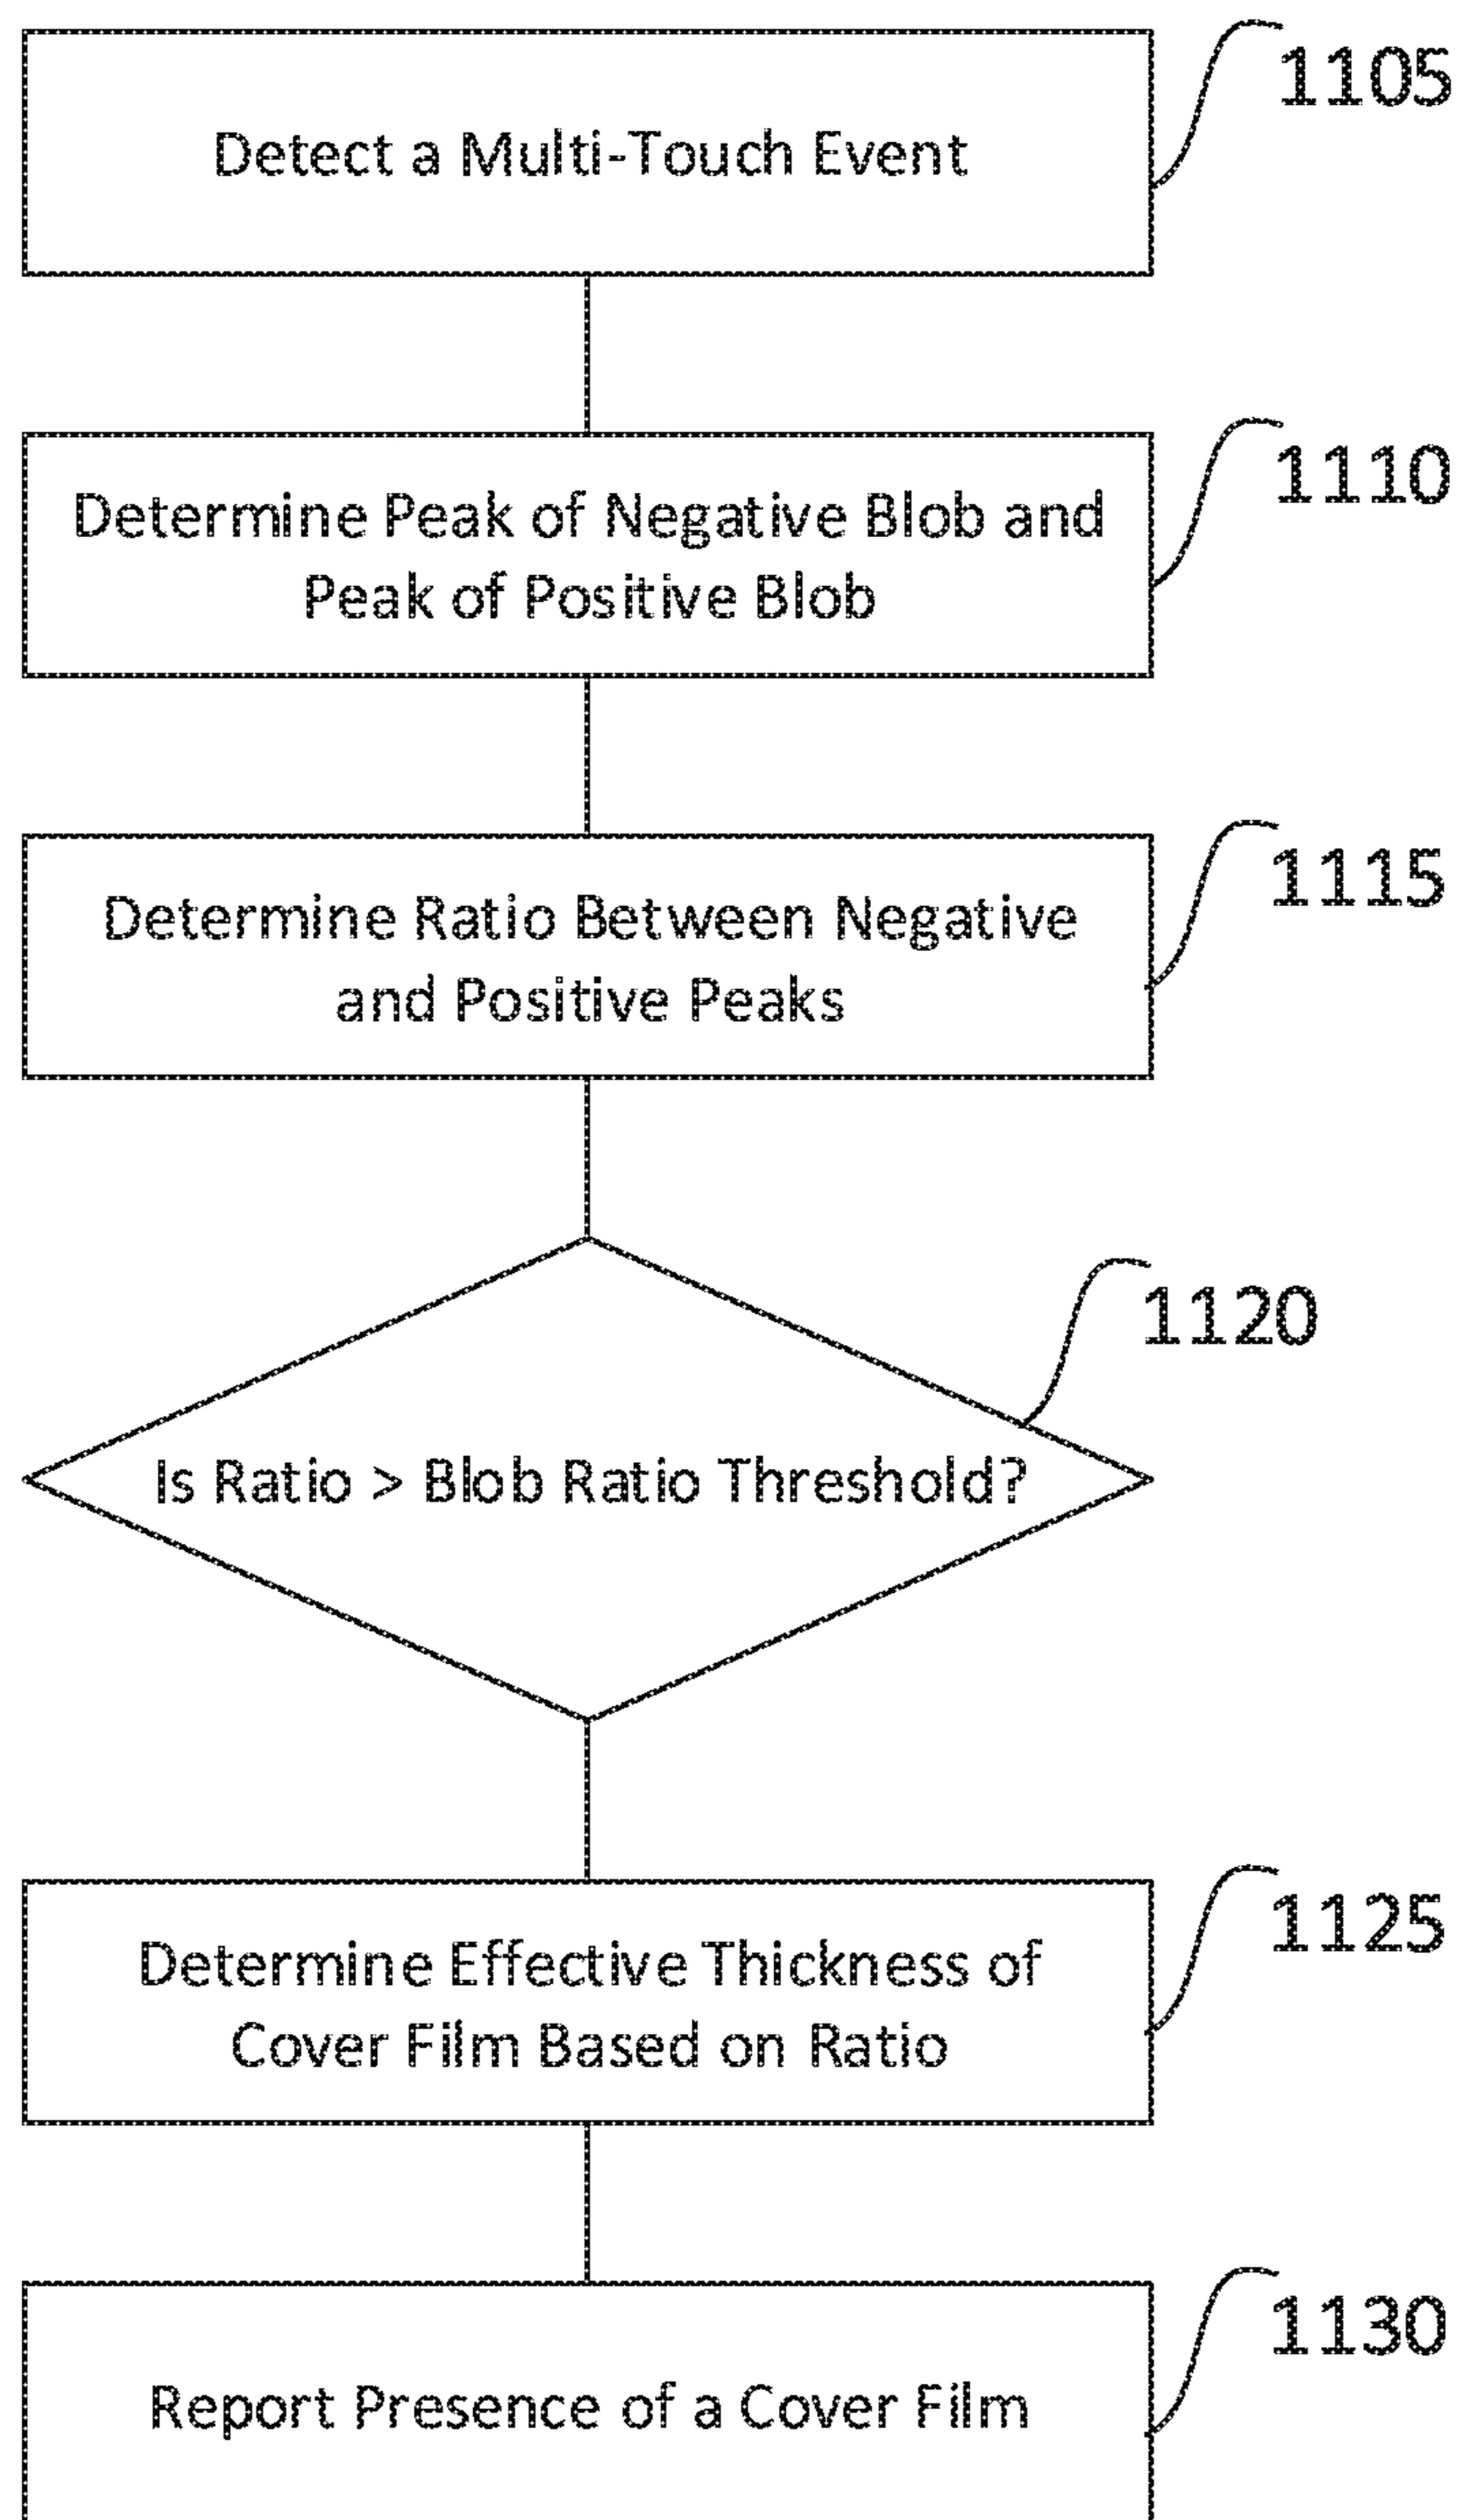 Detect a Multi-Touch Event
1105
Determine Peak of Negative Blob and
Peak of Positive Blob
1110
Determine Ratio Between Negative
and Positive Peaks
1115
Is Ratio > Blob Ratio Threshold?
1120
Determine Effective Thickness of
Cover Film Based on Ratio
1125
Report Presence of a Cover Film
1130